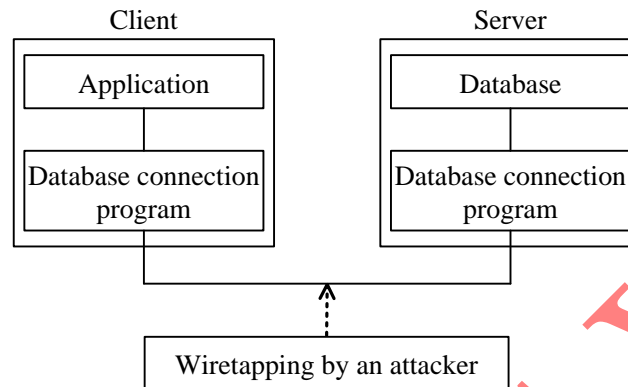 Client
Server
Application
Database
Database connection
program
Database connection
program
Wiretapping by an attacker